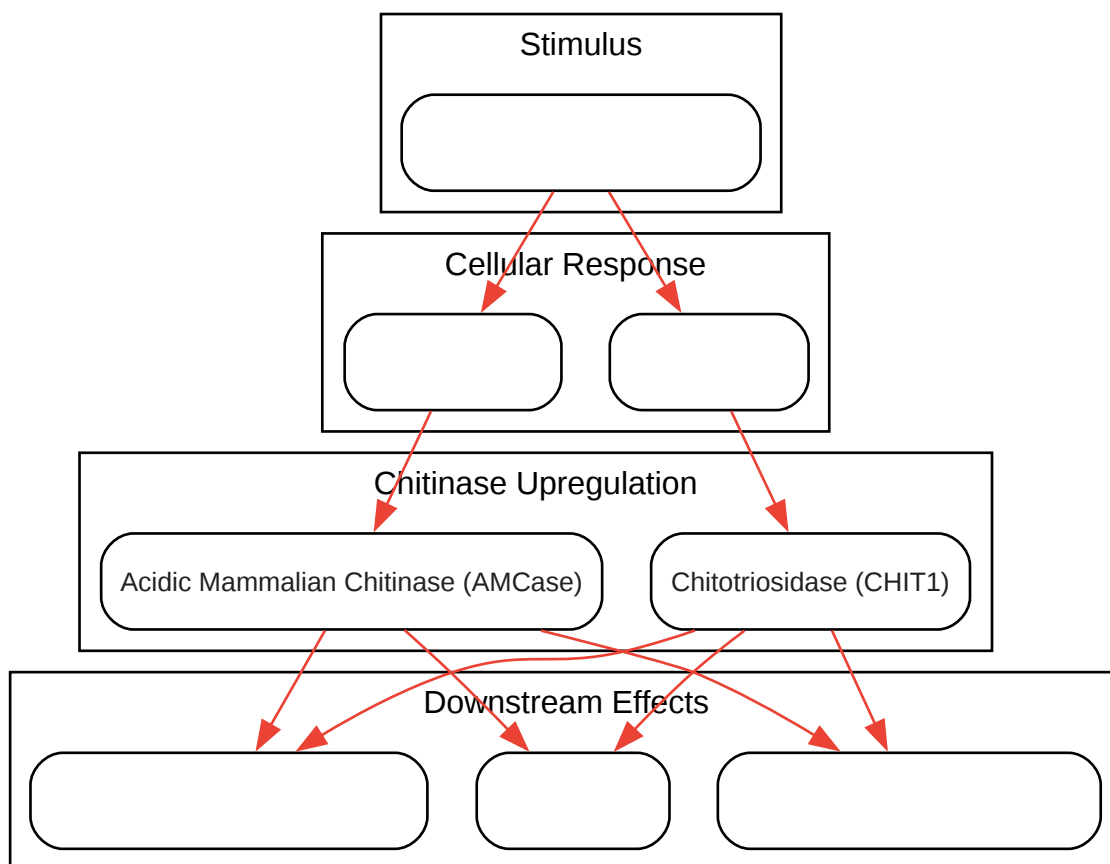 Stimulus
Cellular Response
Chitinase Upregulation
Acidic Mammalian Chitinase (AMCase)
Chitotriosidase (CHIT1)
Downstream Effects